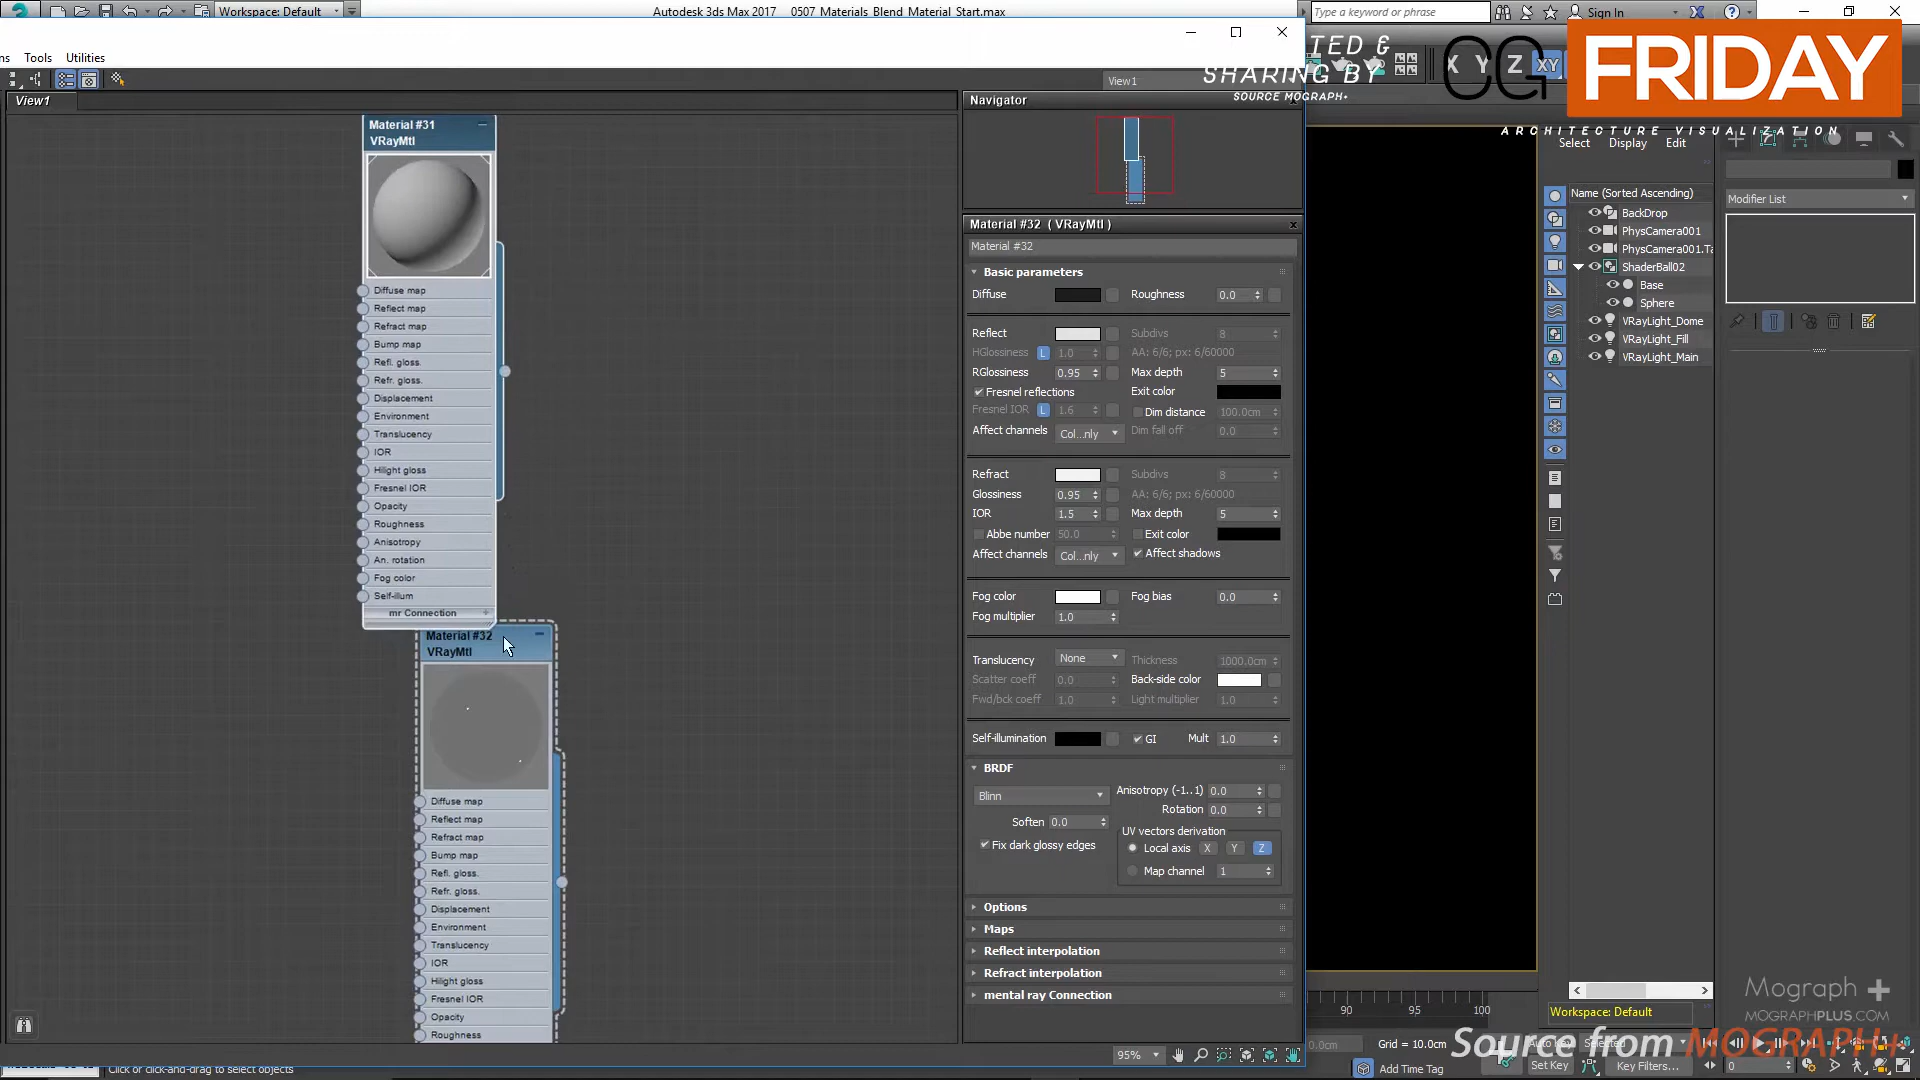 Workspace: Default
Autodesk 3ds Max 2017 0507_Materials_Blend_Material_Start.max
Type a keyword or phrase
Sign In
Tools Utilities
TED &
SHARING BY
SOURCE MOGRAPH+
CG FRIDAY
ARCHITECTURE VISUALIZATION
X Y Z XY
View1
View1
Navigator
Material #31
VRayMtl
Diffuse map
Reflect map
Refract map
Bump map
Refl. gloss.
Refr. gloss.
Displacement
Environment
Translucency
IOR
Hilight gloss
Fresnel IOR
Opacity
Roughness
Anisotropy
An. rotation
Fog color
Self-illum
mr Connection
Material #32
VRayMtl
Diffuse map
Reflect map
Refract map
Bump map
Refl. gloss.
Refr. gloss.
Displacement
Environment
Translucency
IOR
Hilight gloss
Fresnel IOR
Opacity
Roughness
Material #32 ( VRayMtl )
Material #32
Basic parameters
Diffuse Roughness 0.0
Reflect Subdivs 8
HGlossiness L 1.0 AA: 6/6; px: 6/60000
RGlossiness 0.95 Max depth 5
Fresnel reflections Exit color
Fresnel IOR L 1.6 Dim distance 100.0cm
Affect channels Col...nly Dim fall off 0.0
Refract Subdivs 8
Glossiness 0.95 AA: 6/6; px: 6/60000
IOR 1.5 Max depth 5
Abbe number 50.0 Exit color
Affect channels Col...nly Affect shadows
Fog color Fog bias 0.0
Fog multiplier 1.0
Translucency None Thickness 1000.0cm
Scatter coeff 0.0 Back-side color
Fwd/bck coeff 1.0 Light multiplier 1.0
Self-illumination GI Mult 1.0
BRDF
Blinn Anisotropy (-1..1) 0.0
Rotation 0.0
Soften 0.0
UV vectors derivation
Fix dark glossy edges Local axis X Y Z
Map channel 1
Options
Maps
Reflect interpolation
Refract interpolation
mental ray Connection
95%
Select Display Edit
Name (Sorted Ascending)
BackDrop
PhysCamera001
PhysCamera001.Ta
ShaderBall02
Base
Sphere
VRayLight_Dome
VRayLight_Fill
VRayLight_Main
Modifier List
Workspace: Default
90 95 100
Grid = 10.0cm
Add Time Tag
Auto Key Selected
Set Key Key Filters...
0
Click or click-and-drag to select objects
Mograph +
MOGRAPHPLUS.COM
Source from MOGRAPH+